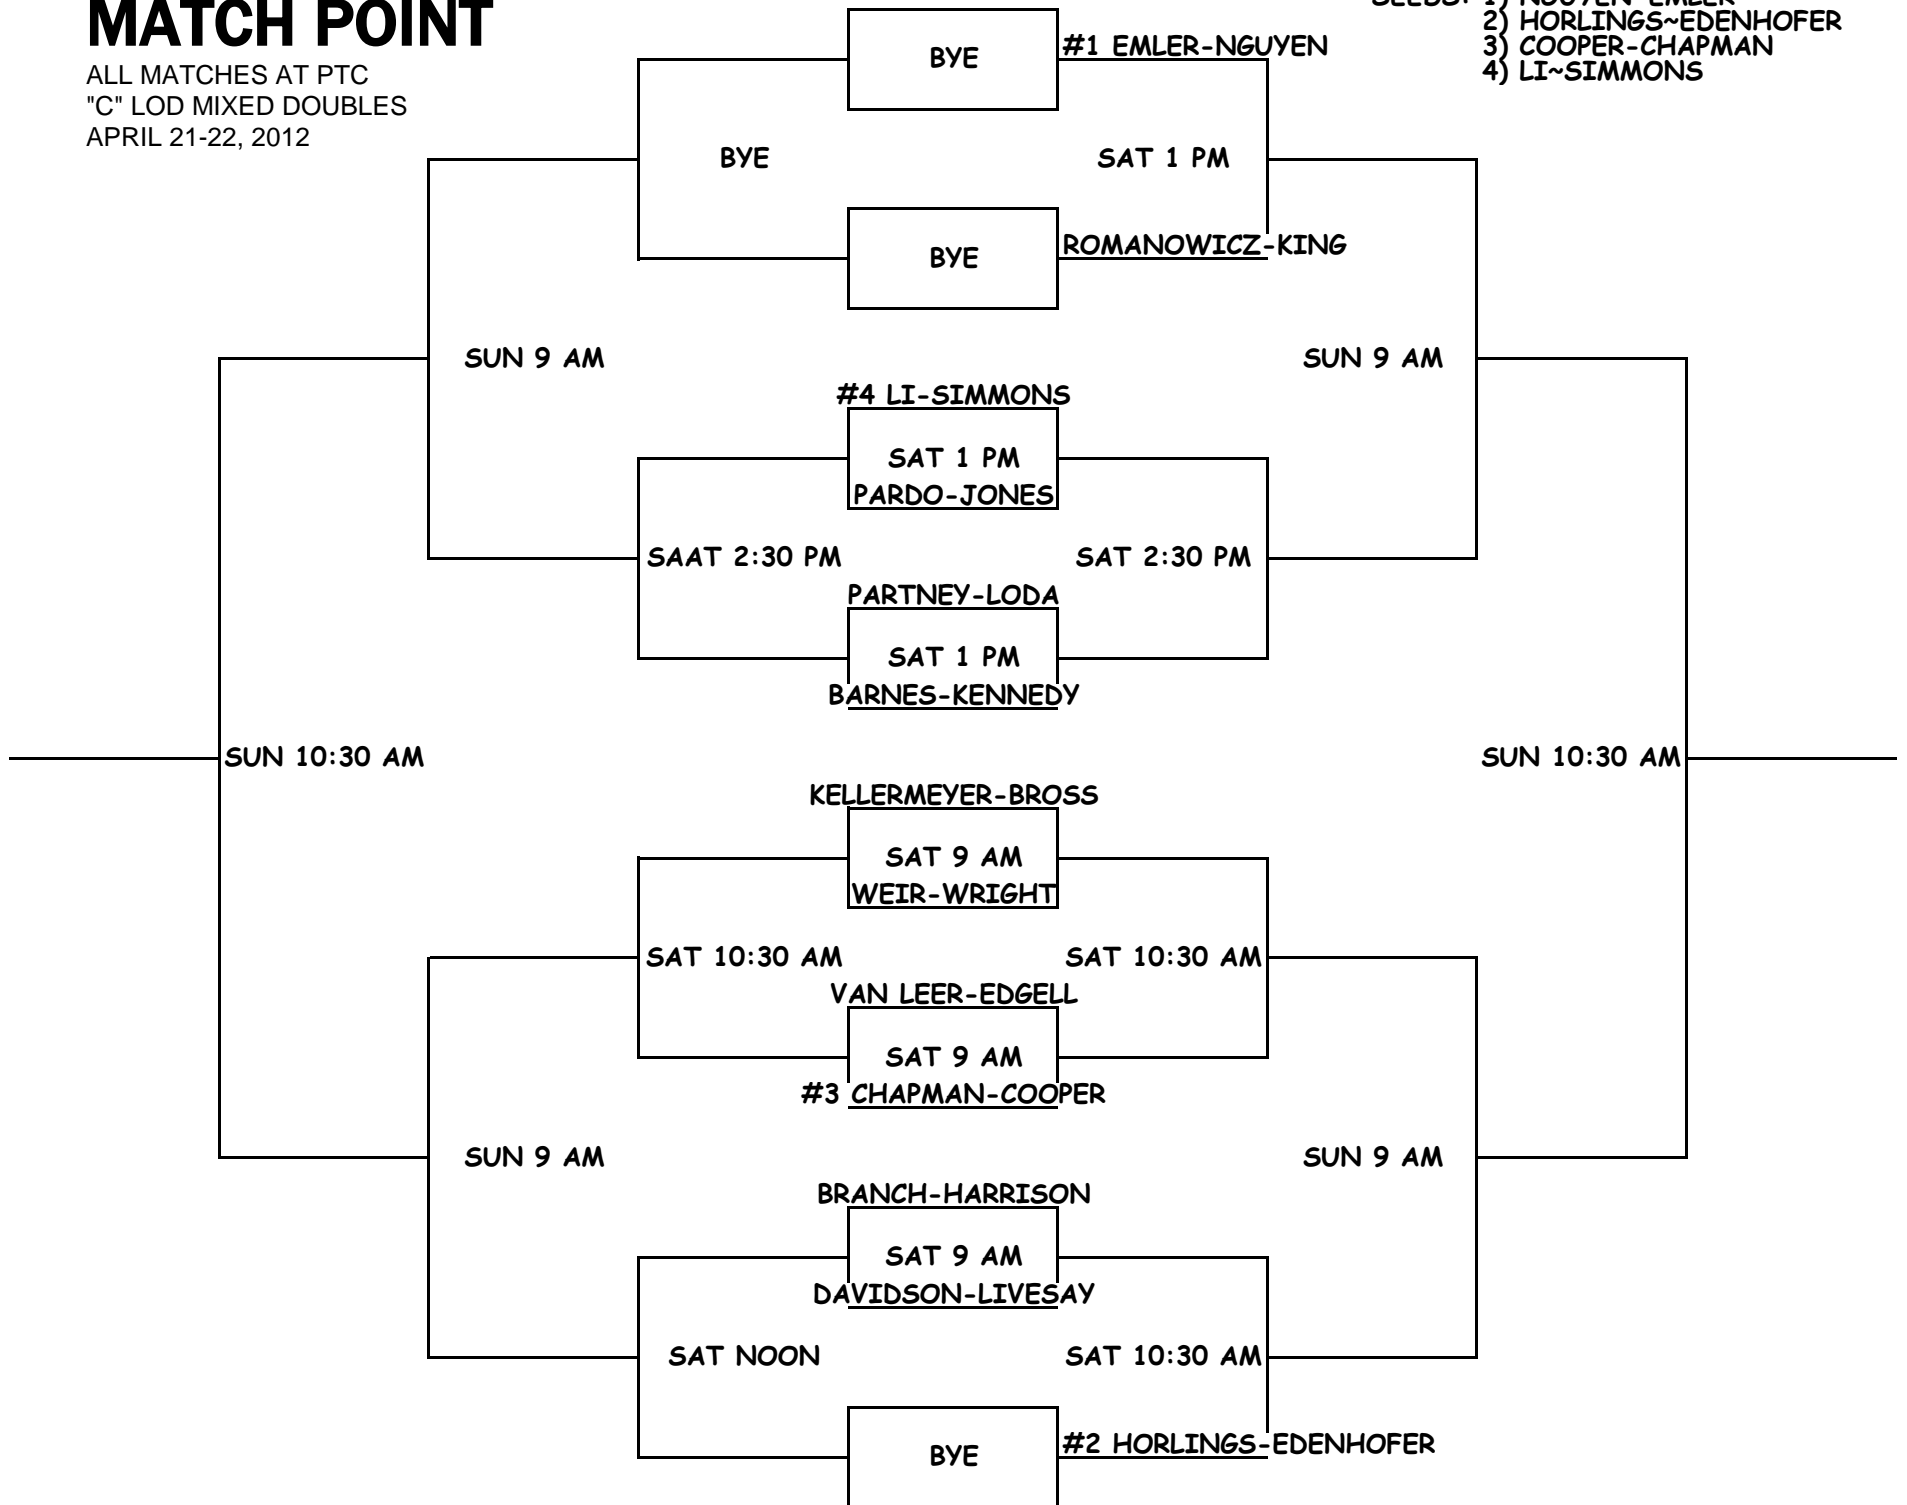 MATCH POINT
ALL MATCHES AT PTC
"C" LOD MIXED DOUBLES
APRIL 21-22, 2012
SEEDS: 1) NGUYEN~EMLER
2) HORLINGS~EDENHOFER
3) COOPER-CHAPMAN
4) LI~SIMMONS
BYE
#1 EMLER-NGUYEN
BYE
SAT 1 PM
BYE
ROMANOWICZ-KING
SUN 9 AM
SUN 9 AM
#4 LI-SIMMONS
SAT 1 PM
PARDO-JONES
SAAT 2:30 PM
SAT 2:30 PM
PARTNEY-LODA
SAT 1 PM
BARNES-KENNEDY
SUN 10:30 AM
SUN 10:30 AM
KELLERMEYER-BROSS
SAT 9 AM
WEIR-WRIGHT
SAT 10:30 AM
SAT 10:30 AM
VAN LEER-EDGELL
SAT 9 AM
#3 CHAPMAN-COOPER
SUN 9 AM
SUN 9 AM
BRANCH-HARRISON
SAT 9 AM
DAVIDSON-LIVESAY
SAT NOON
SAT 10:30 AM
BYE
#2 HORLINGS-EDENHOFER